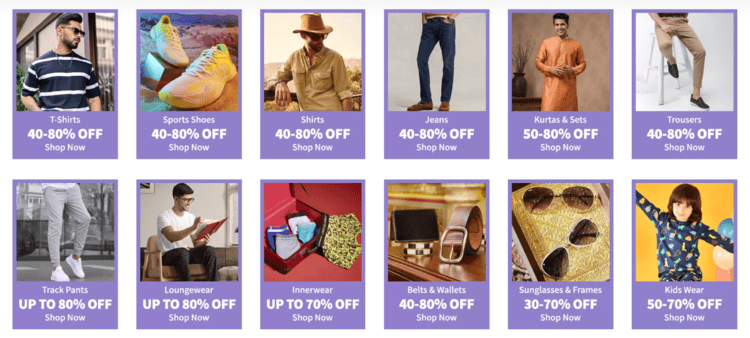 T-Shirts
40-80% OFF
Shop Now
Sports Shoes
40-80% OFF
Shop Now
Shirts
40-80% OFF
Shop Now
Jeans
40-80% OFF
Shop Now
Kurtas & Sets
50-80% OFF
Shop Now
Trousers
40-80% OFF
Shop Now
Track Pants
UP TO 80% OFF
Shop Now
Loungewear
UP TO 80% OFF
Shop Now
Innerwear
UP TO 70% OFF
Shop Now
Belts & Wallets
40-80% OFF
Shop Now
Sunglasses & Frames
30-70% OFF
Shop Now
Kids Wear
50-70% OFF
Shop Now